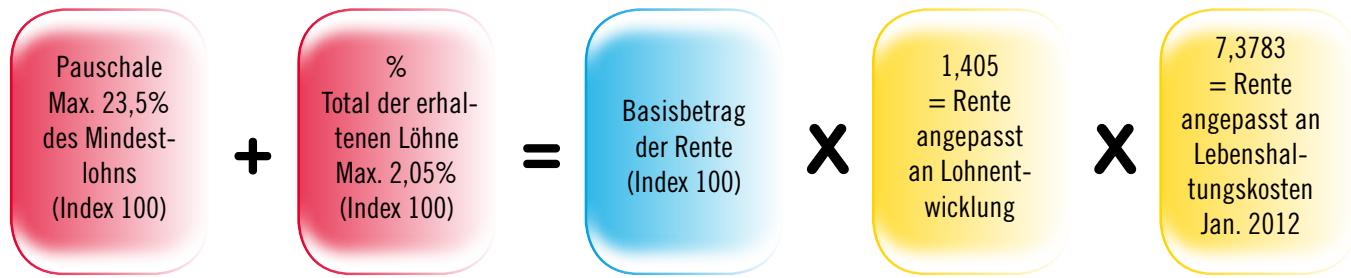 Pauschale
Max. 23,5%
des Mindest-
lohns
(Index 100)
+
%
Total der erhal-
tenen Löhne
Max. 2,05%
(Index 100)
=
Basisbetrag
der Rente
(Index 100)
X
1,405
= Rente
angepasst
an Lohnent-
wicklung
X
7,3783
= Rente
angepasst an
Lebenshal-
tungskosten
Jan. 2012